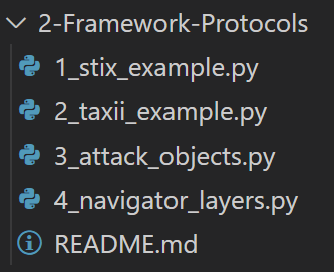 2-Framework-Protocols
1_stix_example.py
2_taxii_example.py
3_attack_objects.py
4_navigator_layers.py
README.md